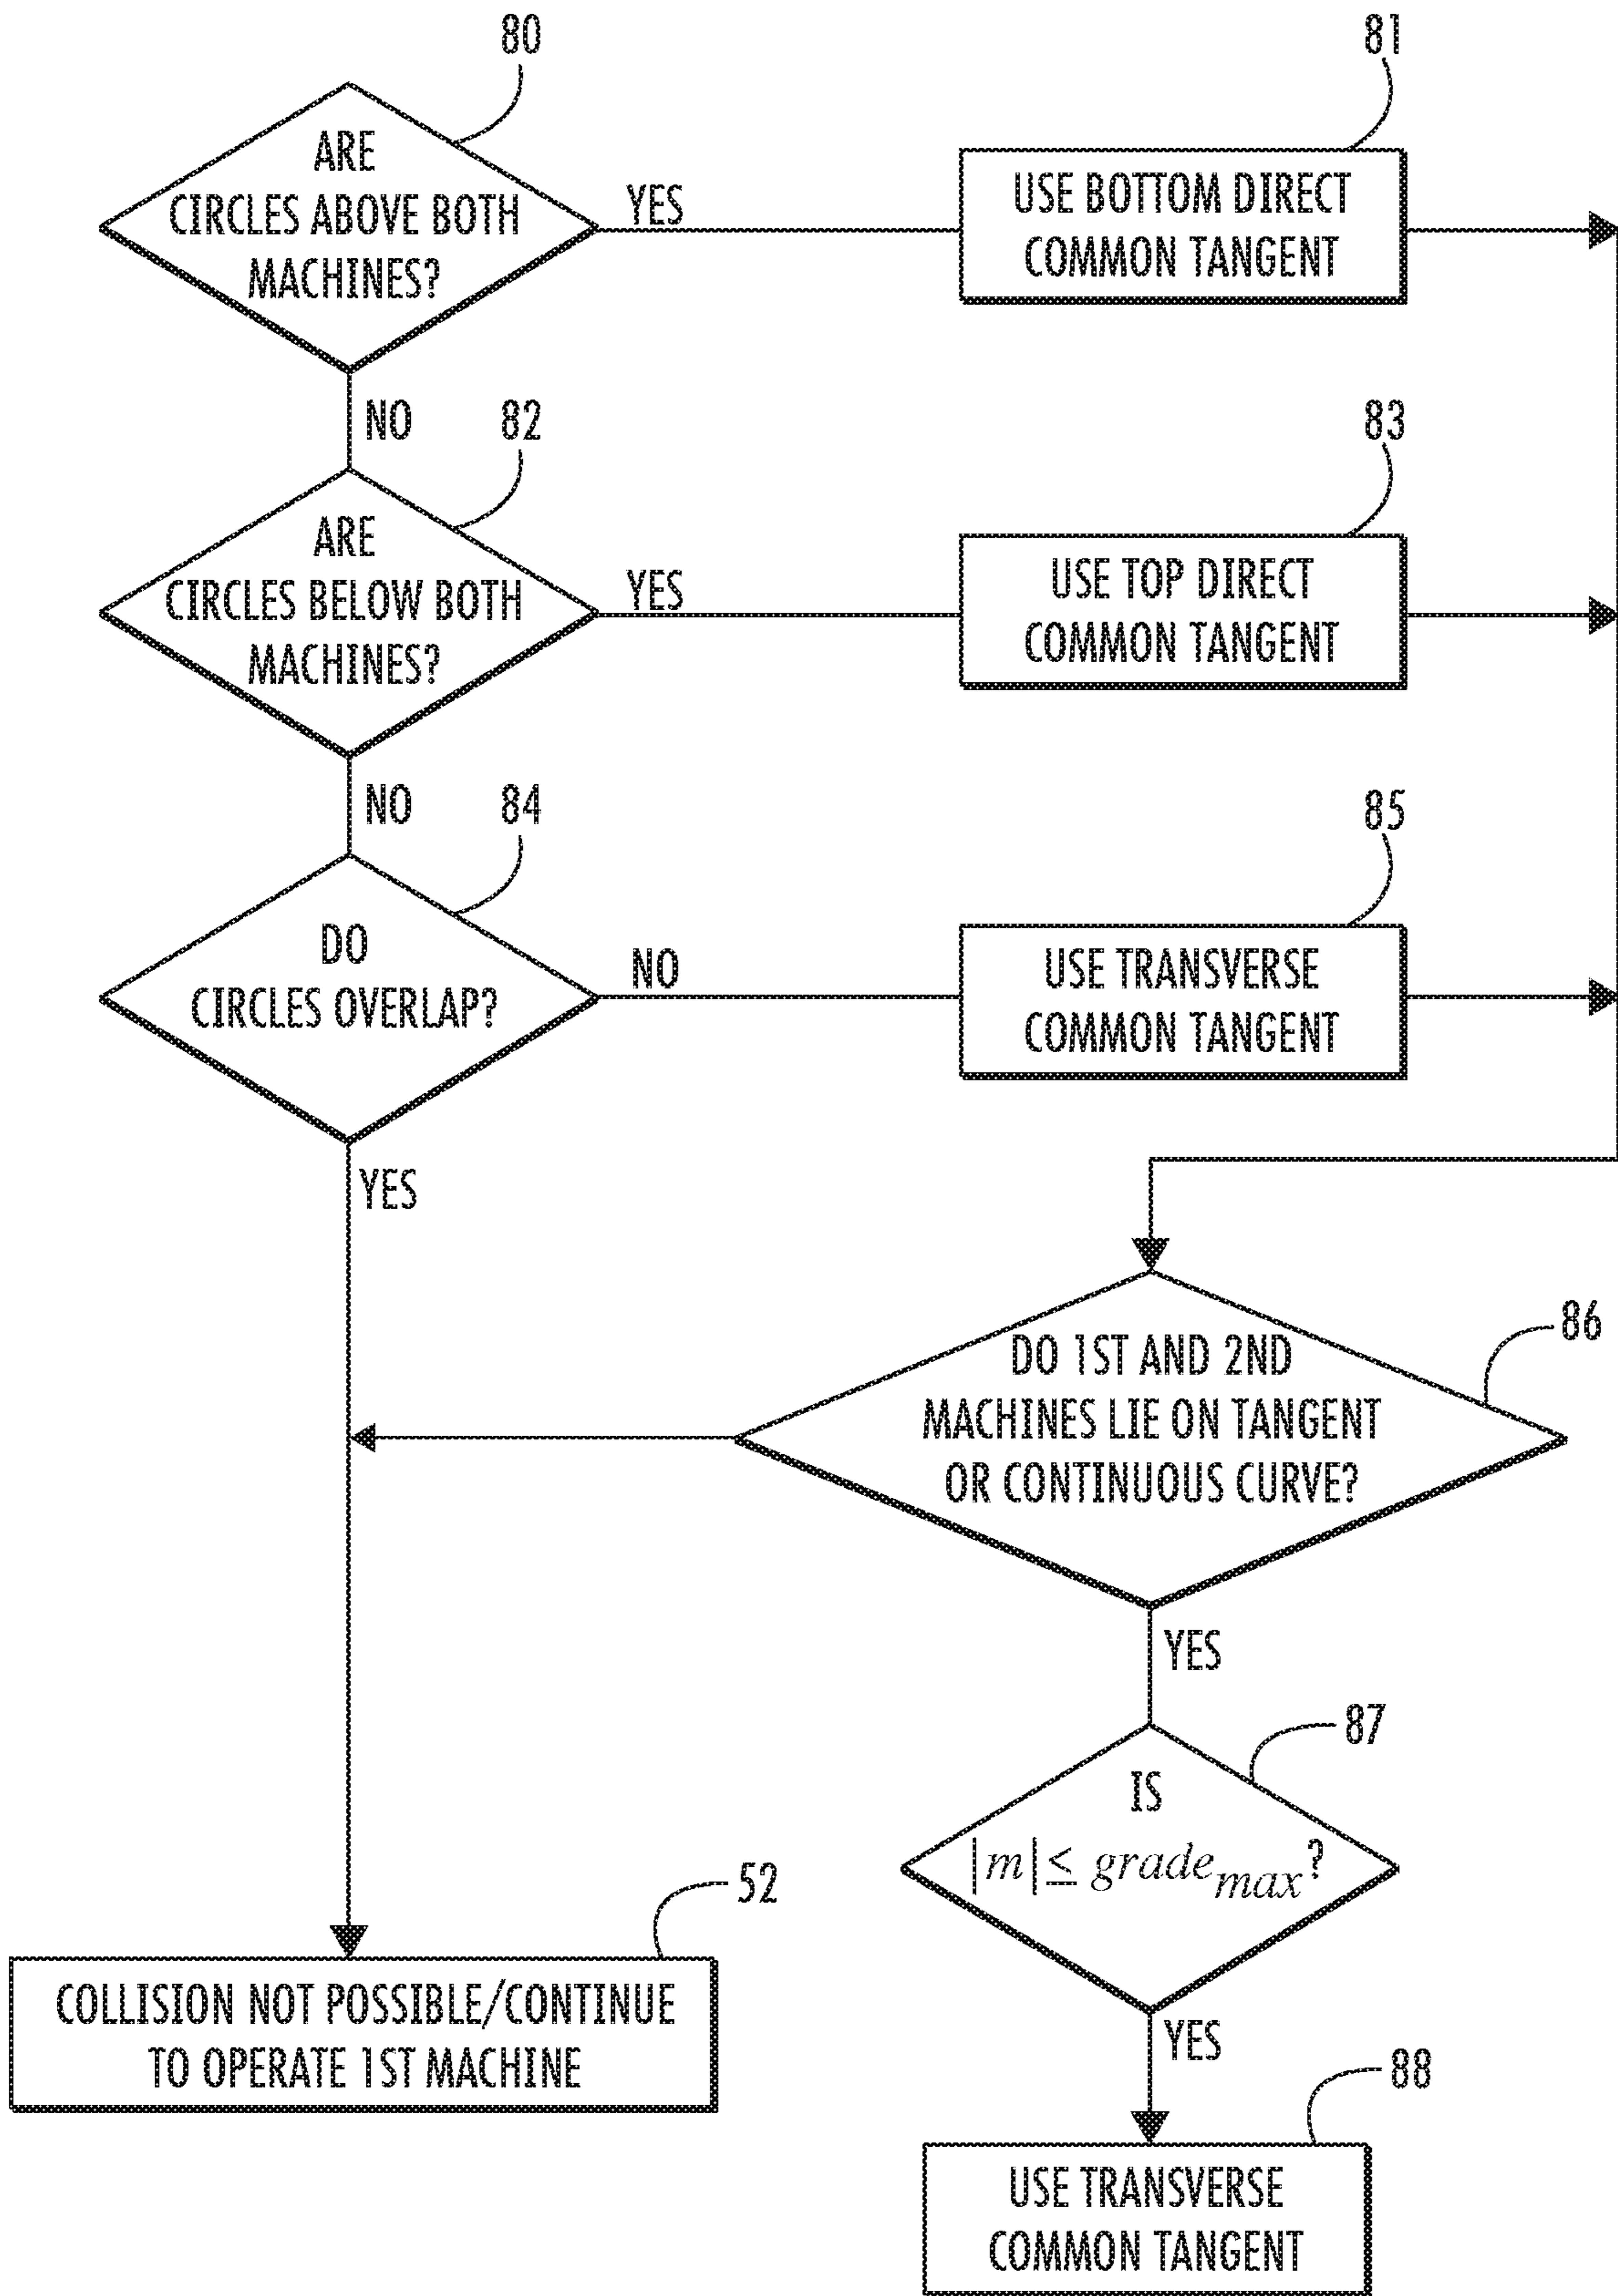 80
81
ARE
CIRCLES ABOVE BOTH
MACHINES?
YES
USE BOTTOM DIRECT
COMMON TANGENT
NO
82
83
ARE
CIRCLES BELOW BOTH
MACHINES?
YES
USE TOP DIRECT
COMMON TANGENT
NO
84
85
DO
CIRCLES OVERLAP?
NO
USE TRANSVERSE
COMMON TANGENT
YES
86
DO 1ST AND 2ND
MACHINES LIE ON TANGENT
OR CONTINUOUS CURVE?
YES
87
IS
|m| ≤ grade_max?
52
COLLISION NOT POSSIBLE/CONTINUE
TO OPERATE 1ST MACHINE
YES
88
USE TRANSVERSE
COMMON TANGENT